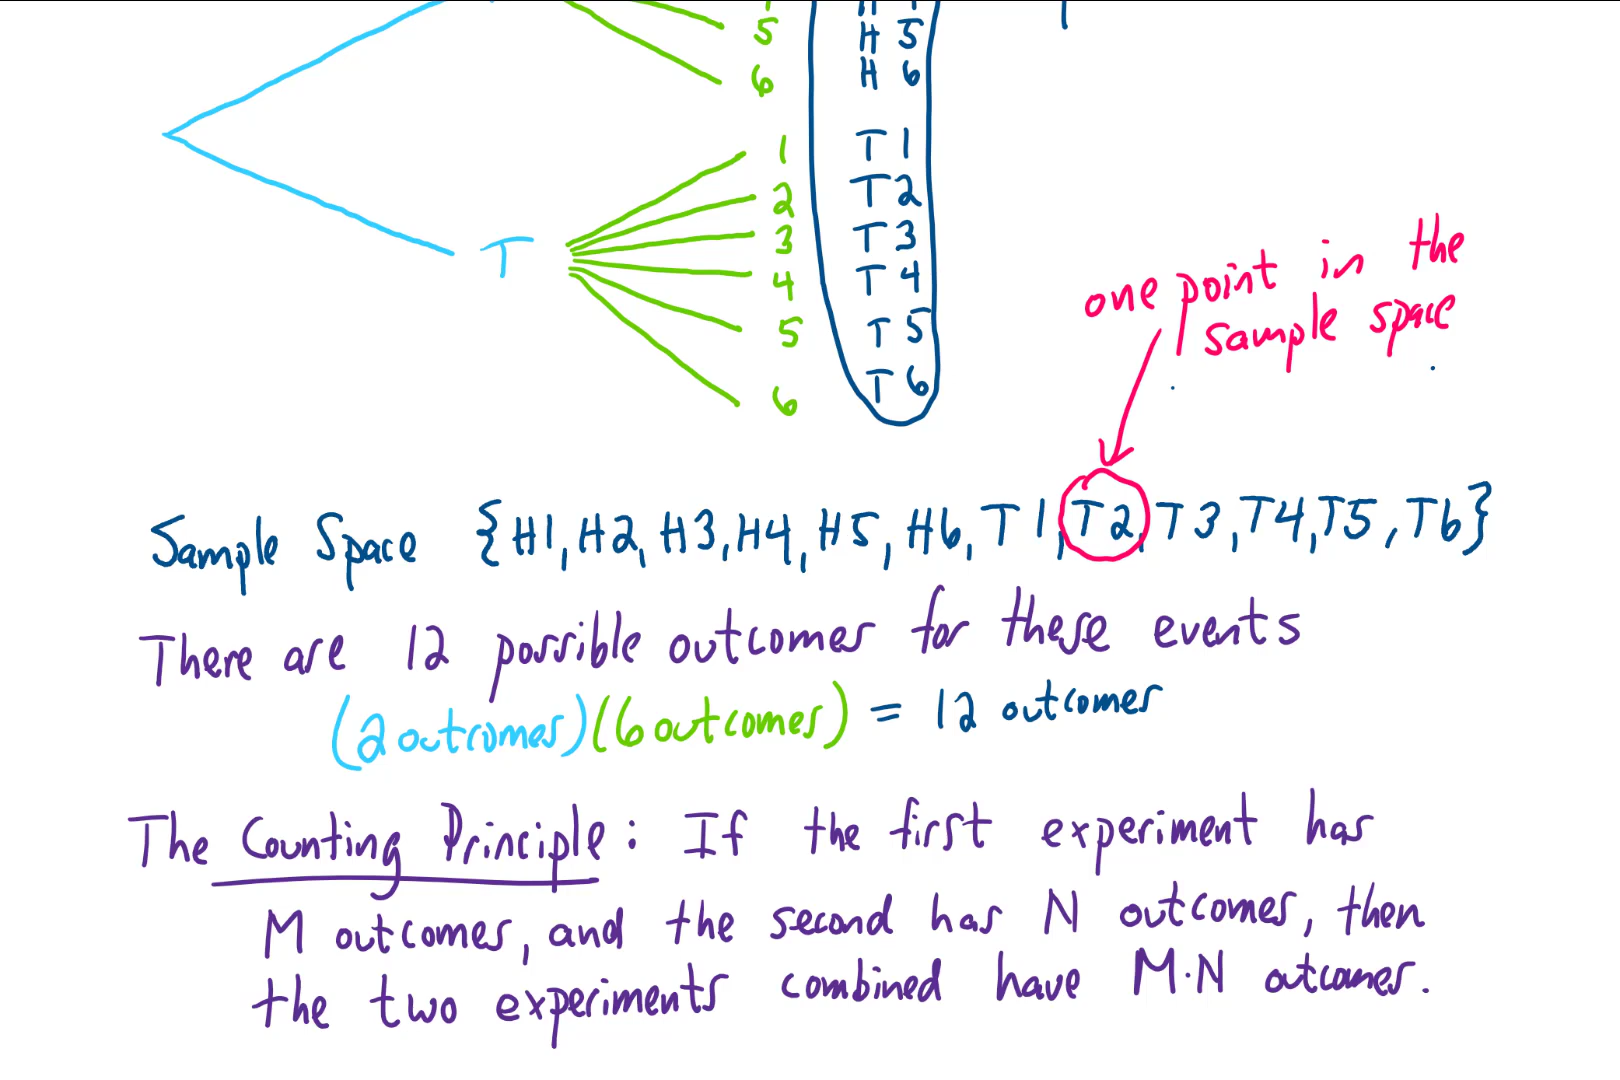 5 H 5
6 H 6
1 T 1
2 T 2
T 3 T 3
4 T 4
5 T 5
6 T 6
one point in the
sample space
Sample Space {H1, H2, H3, H4, H5, H6, T1, T2, T3, T4, T5, T6}
There are 12 possible outcomes for these events
(2 outcomes)(6 outcomes) = 12 outcomes
The Counting Principle: If the first experiment has
M outcomes, and the second has N outcomes, then
the two experiments combined have M·N outcomes.